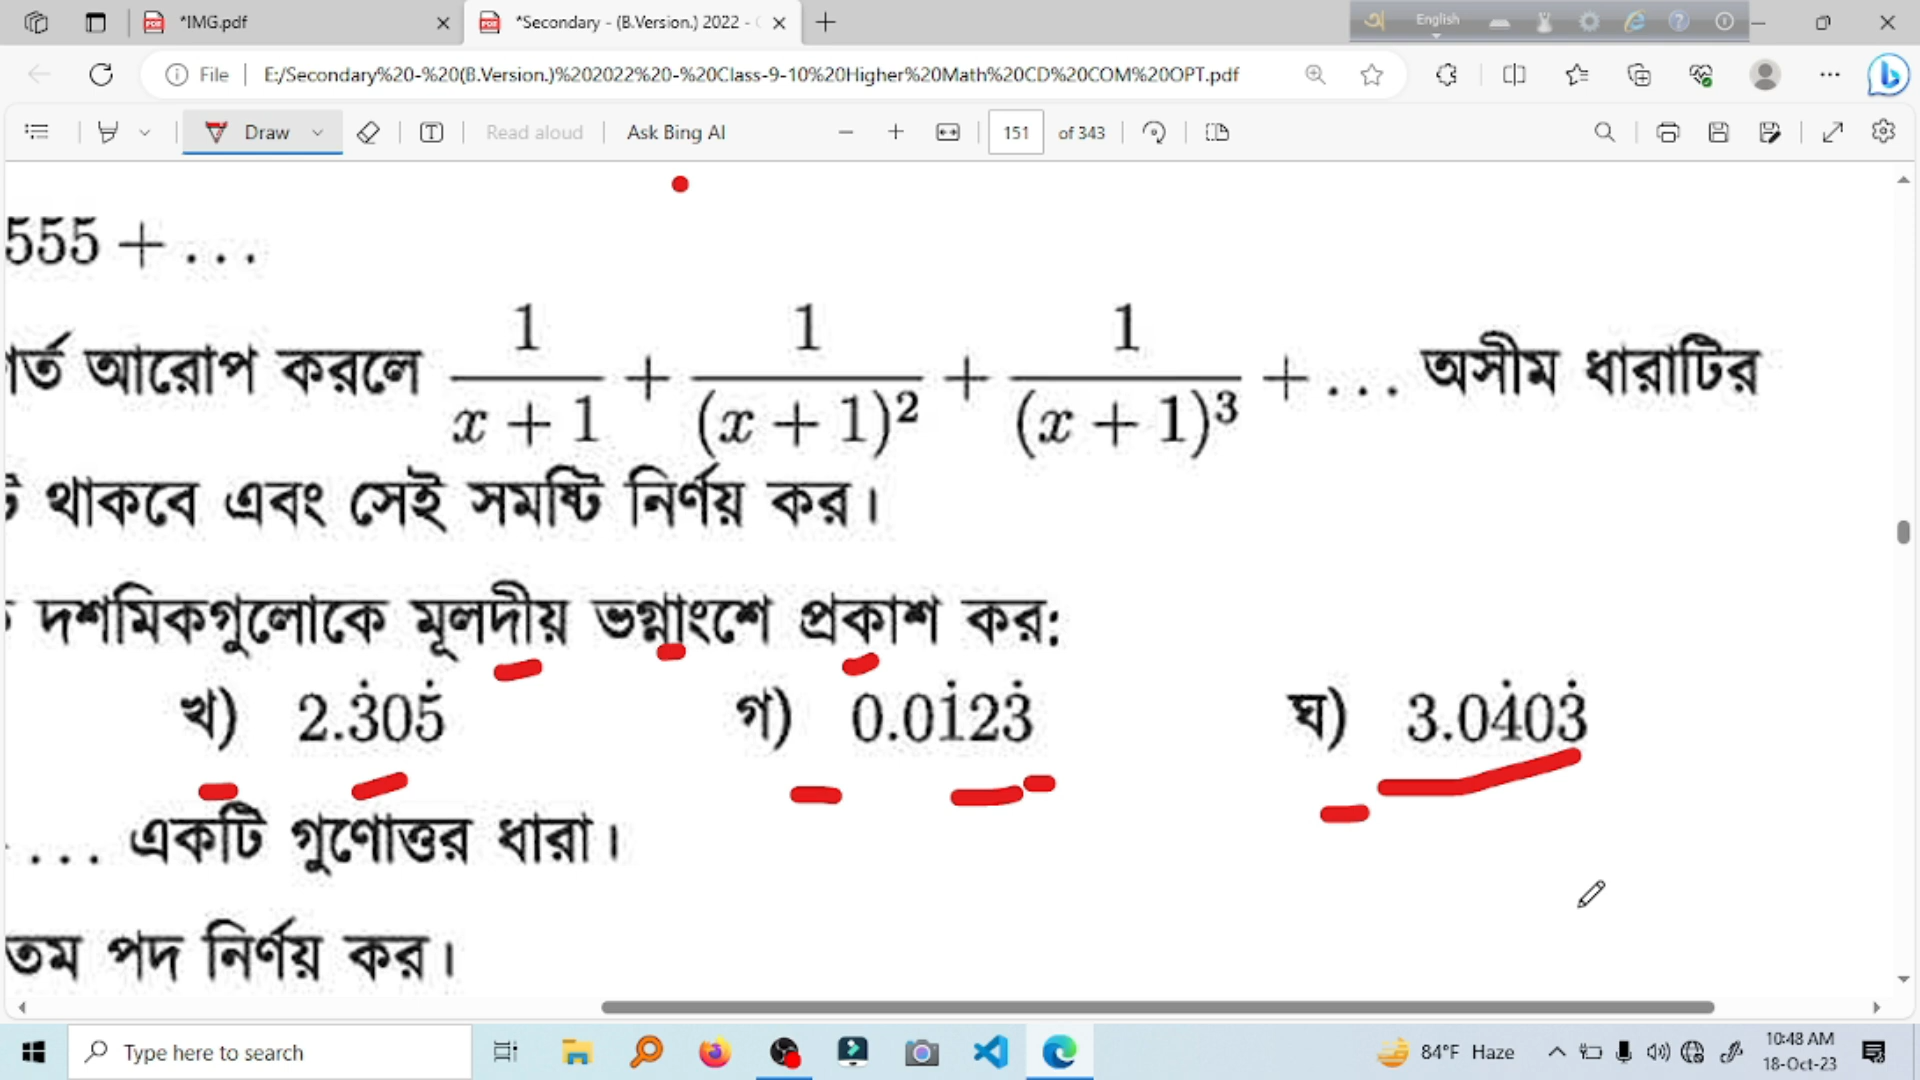 *IMG.pdf
*Secondary - (B.Version.) 2022 -
English
File
E:/Secondary%20-%20(B.Version.)%202022%20-%20Class-9-10%20Higher%20Math%20CD%20COM%20OPT.pdf
Draw
Read aloud
Ask Bing AI
151 of 343
555 + ...
আরোপ করলে 1/(x + 1) + 1/(x + 1)² + 1/(x + 1)³ + ... অসীম ধারাটির
থাকবে এবং সেই সমষ্টি নির্ণয় কর।
দশমিকগুলোকে মূলদীয় ভগ্নাংশে প্রকাশ কর:
খ) 2.3̇05̇ গ) 0.01̇23̇ ঘ) 3.04̇03̇
... একটি গুণোত্তর ধারা।
তম পদ নির্ণয় কর।
Type here to search
84°F Haze
10:48 AM
18-Oct-23